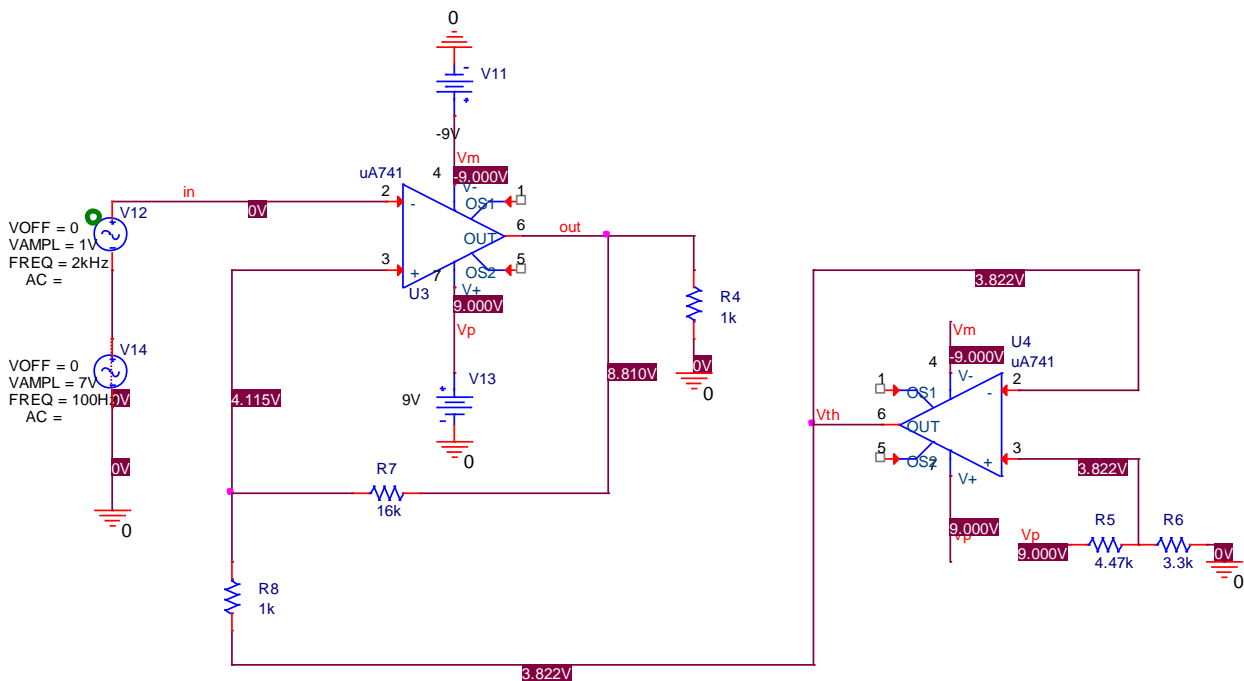 0
-
V11
+
-9V
Vm
4
-9.000V
uA741
V-
in
2
-
OS1
1
0V
V12
VOFF = 0
VAMPL = 1V
FREQ = 2kHz
AC =
+
-
OUT
6
out
3
+
7
OS2
5
U3
V+
9.000V
Vp
R4
1k
0V
0
3.822V
Vm
U4
-9.000V
uA741
4
V-
1
OS1
2
-
V14
VOFF = 0
VAMPL = 7V
FREQ = 100Hz
AC =
0V
4.115V
9V
V13
+
-
0
8.810V
Vth
6
OUT
5
OS2
7
+
3
V+
3.822V
0V
0
R7
16k
9.000V
Vp
Vp
9.000V
R5
4.47k
R6
3.3k
0V
0
R8
1k
3.822V